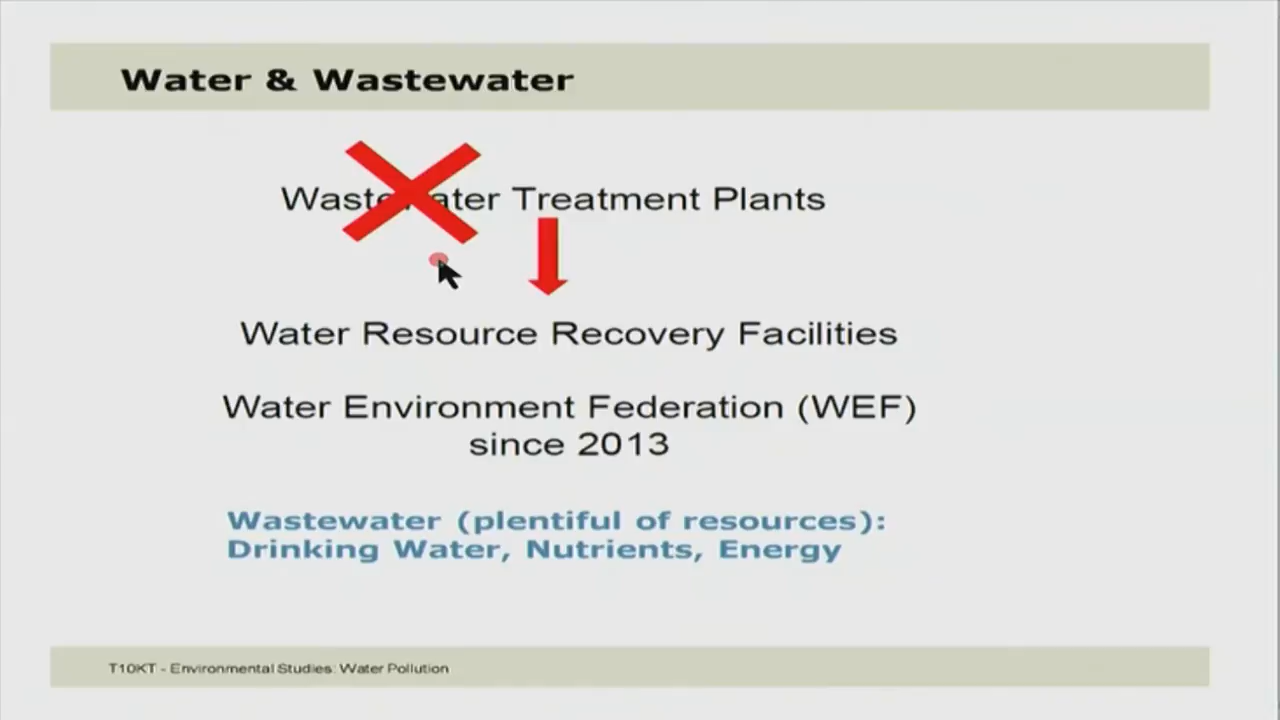 Water & Wastewater
Wastewater Treatment Plants
Water Resource Recovery Facilities
Water Environment Federation (WEF)
since 2013
Wastewater (plentiful of resources):
Drinking Water, Nutrients, Energy
T10KT - Environmental Studies: Water Pollution